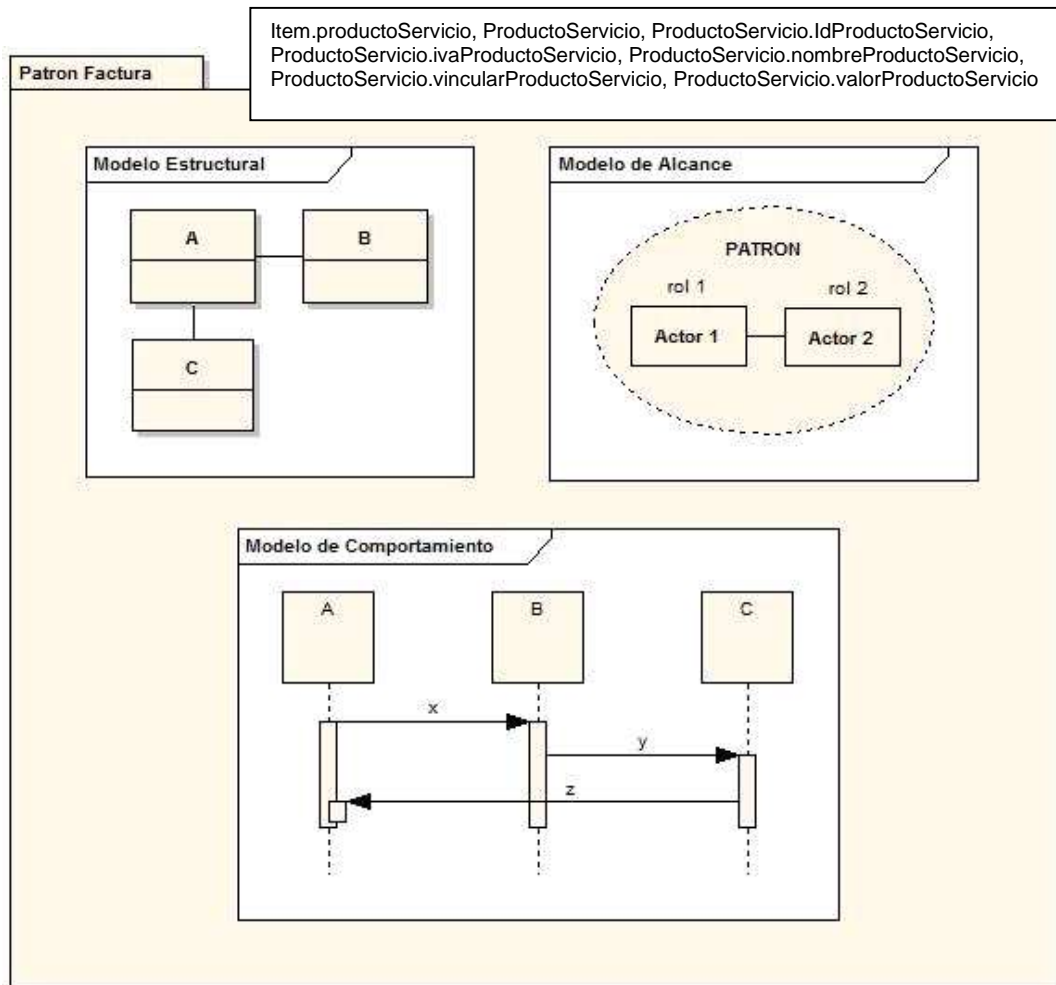 Item.productoServicio, ProductoServicio, ProductoServicio.IdProductoServicio,
ProductoServicio.ivaProductoServicio, ProductoServicio.nombreProductoServicio,
ProductoServicio.vincularProductoServicio, ProductoServicio.valorProductoServicio
Patron Factura
Modelo Estructural
A
B
C
Modelo de Alcance
PATRON
rol 1
rol 2
Actor 1
Actor 2
Modelo de Comportamiento
A
B
C
x
y
z